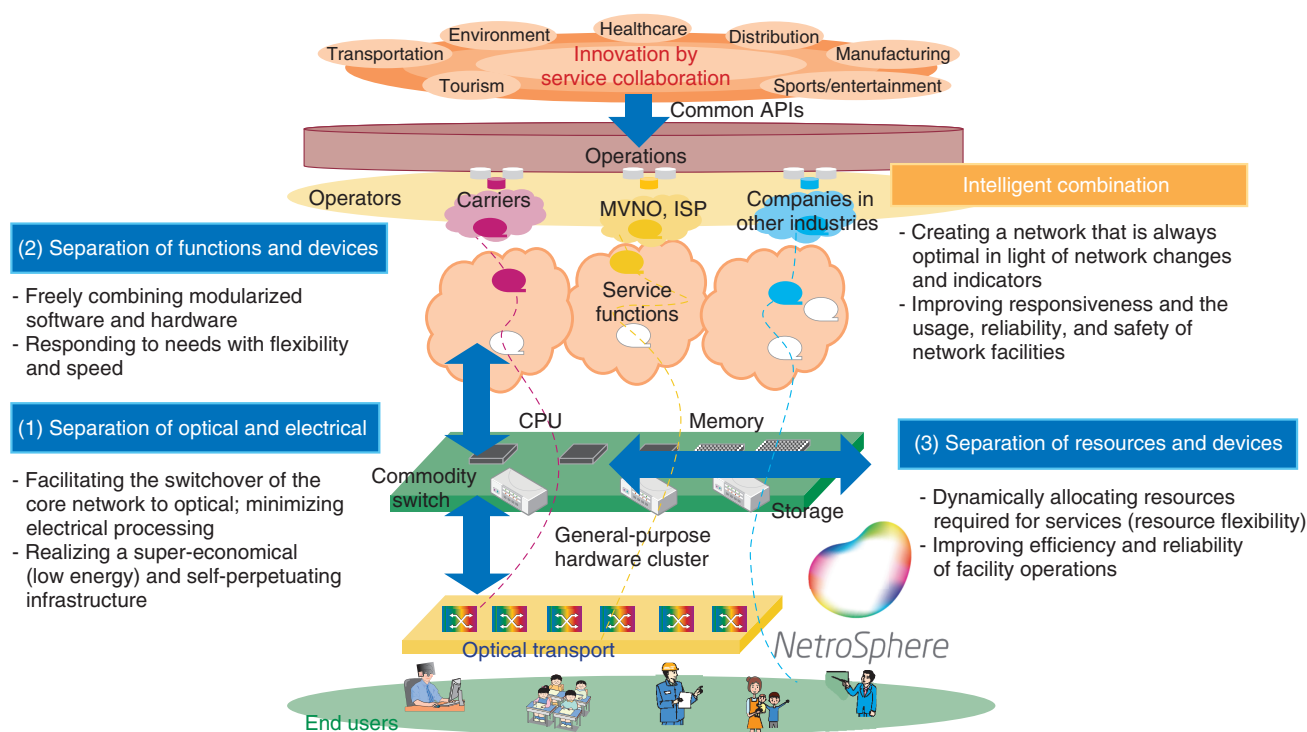 Healthcare
Environment
Distribution
Transportation
Innovation by
service collaboration
Manufacturing
Tourism
Sports/entertainment
Common APIs
Operations
Operators
Carriers
MVNO, ISP
Companies in
other industries
Intelligent combination
- Creating a network that is always
optimal in light of network changes
and indicators
- Improving responsiveness and the
usage, reliability, and safety of
network facilities
(2) Separation of functions and devices
- Freely combining modularized
software and hardware
- Responding to needs with flexibility
and speed
Service
functions
(1) Separation of optical and electrical
- Facilitating the switchover of the
core network to optical; minimizing
electrical processing
- Realizing a super-economical
(low energy) and self-perpetuating
infrastructure
CPU
Memory
Commodity
switch
Storage
General-purpose
hardware cluster
(3) Separation of resources and devices
- Dynamically allocating resources
required for services (resource flexibility)
- Improving efficiency and reliability
of facility operations
NetroSphere
Optical transport
End users